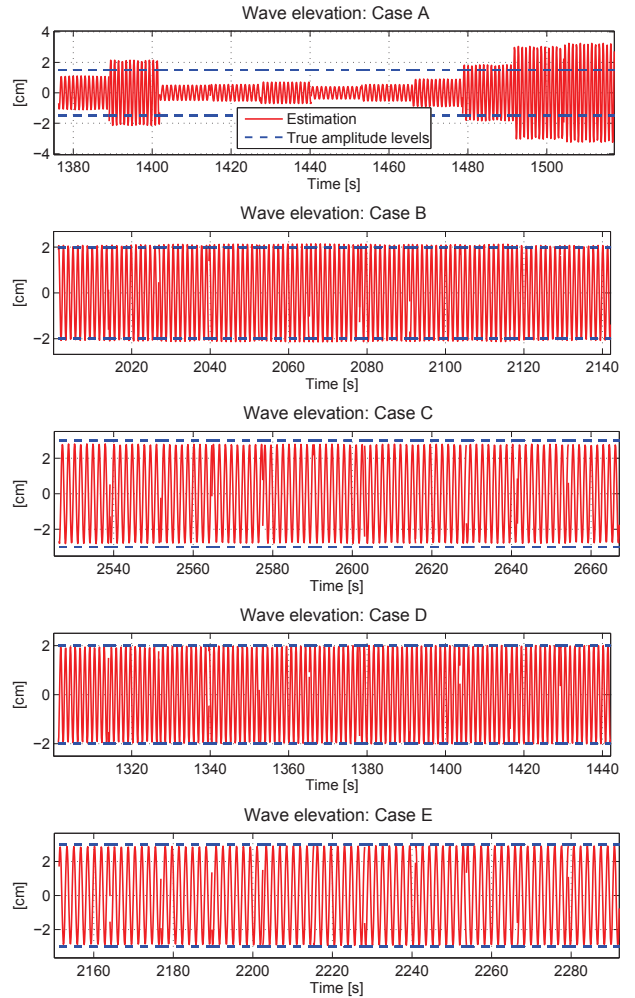 Wave elevation: Case A
4
2
0
−2
−4
[cm]
Estimation
True amplitude levels
1380 1400 1420 1440 1460 1480 1500
Time [s]
Wave elevation: Case B
2
0
−2
[cm]
2020 2040 2060 2080 2100 2120 2140
Time [s]
Wave elevation: Case C
2
0
−2
[cm]
2540 2560 2580 2600 2620 2640 2660
Time [s]
Wave elevation: Case D
2
0
−2
[cm]
1320 1340 1360 1380 1400 1420 1440
Time [s]
Wave elevation: Case E
2
0
−2
[cm]
2160 2180 2200 2220 2240 2260 2280
Time [s]